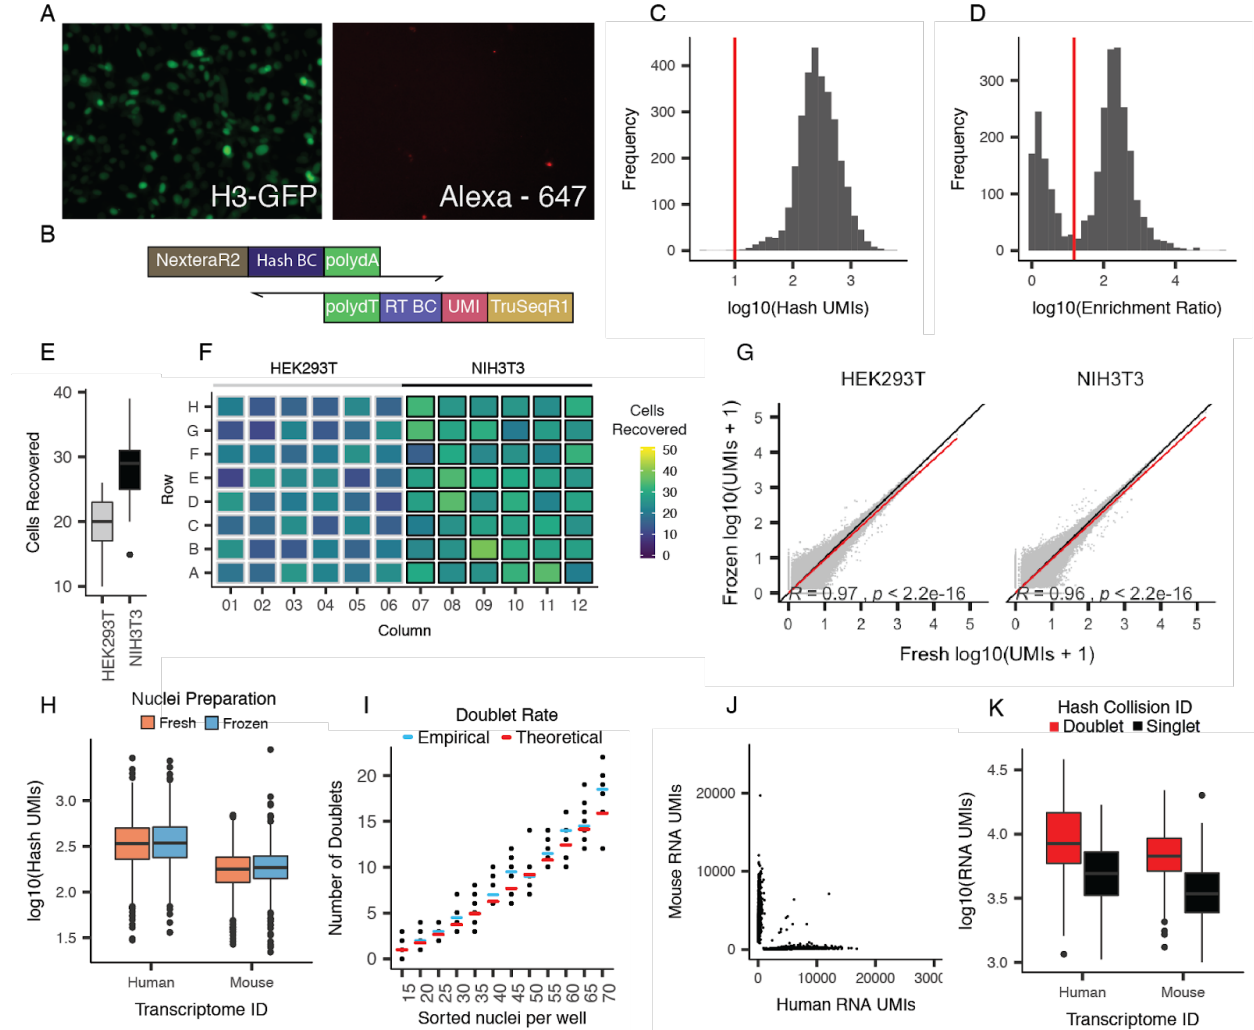 A
H3-GFP
Alexa - 647
B
NexteraR2 Hash BC polydA
polydT RT BC UMI TruSeqR1
C
Frequency
400
300
200
100
0
1 2 3
log10(Hash UMIs)
D
Frequency
300
200
100
0
0 2 4
log10(Enrichment Ratio)
E
Cells Recovered
40
30
20
10
HEK293T
NIH3T3
F
HEK293T NIH3T3
Row
H
G
F
E
D
C
B
A
01 02 03 04 05 06 07 08 09 10 11 12
Column
Cells
Recovered
50
40
30
20
10
0
G
HEK293T NIH3T3
Frozen log10(UMIs + 1)
5
4
3
2
1
0
R = 0.97 , p < 2.2e-16
R = 0.96 , p < 2.2e-16
0 1 2 3 4 5 0 1 2 3 4 5
Fresh log10(UMIs + 1)
H
Nuclei Preparation
Fresh Frozen
log10(Hash UMIs)
3.0
2.5
2.0
1.5
Human Mouse
Transcriptome ID
I
Doublet Rate
Empirical Theoretical
Number of Doublets
20
15
10
5
0
15 20 25 30 35 40 45 50 55 60 65 70
Sorted nuclei per well
J
Mouse RNA UMIs
20000
10000
0
0 10000 20000
Human RNA UMIs
K
Hash Collision ID
Doublet Singlet
log10(RNA UMIs)
4.5
4.0
3.5
3.0
Human Mouse
Transcriptome ID